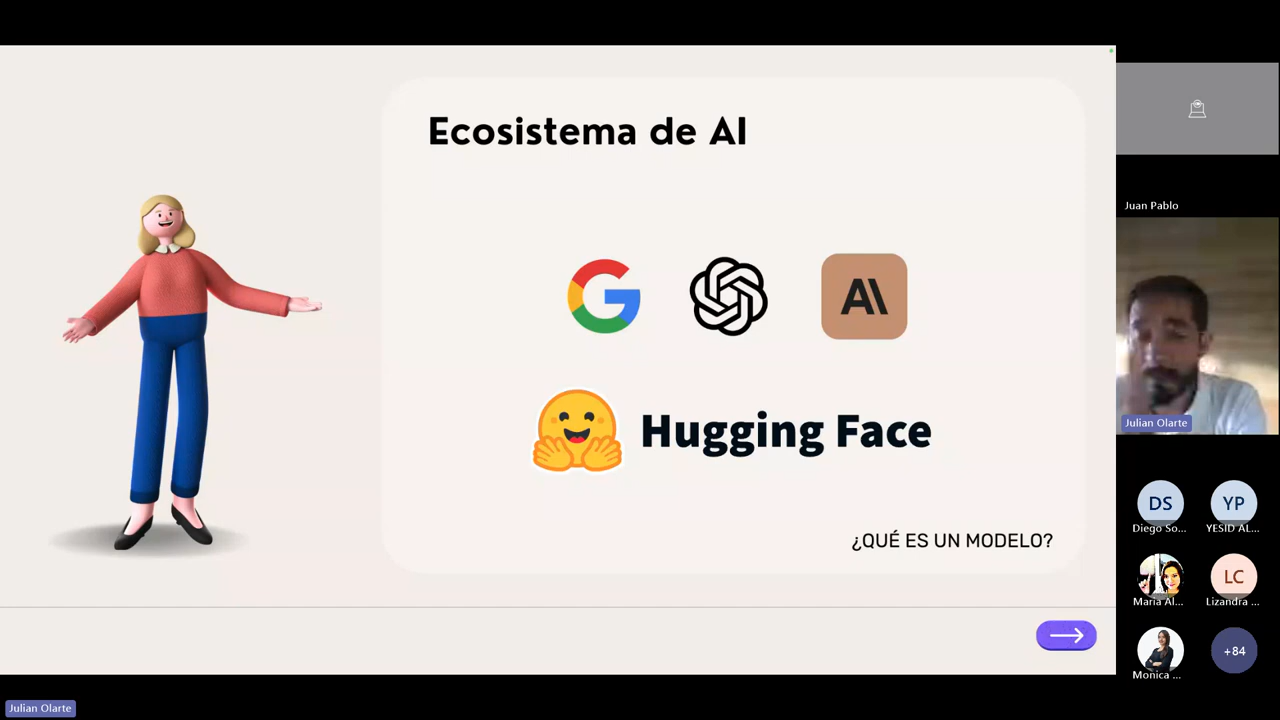 Ecosistema de AI
Hugging Face
¿QUÉ ES UN MODELO?
Juan Pablo
Julian Olarte
DS
Diego So...
YP
YESID AL...
Maria Al...
LC
Lizandra ...
Monica ...
+84
Julian Olarte